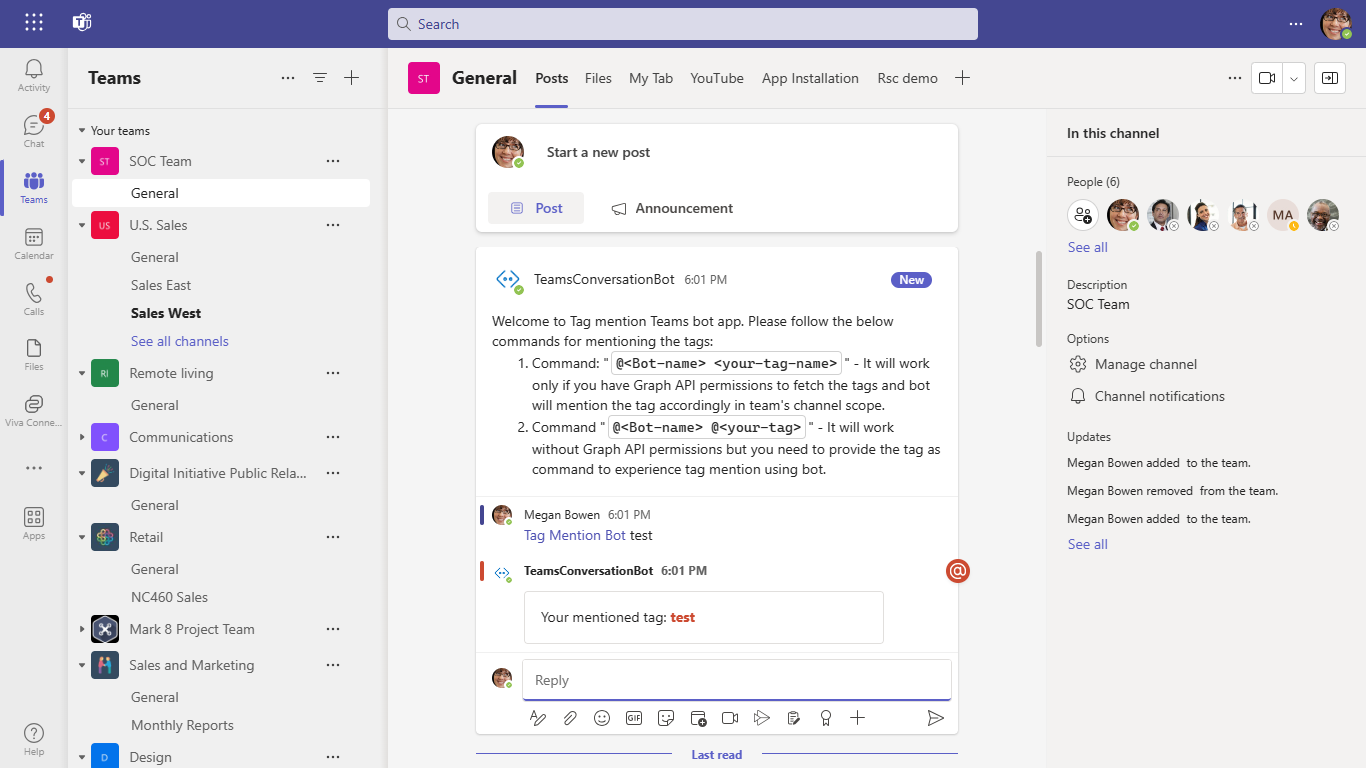 Search
Activity
4
Chat
Teams
Calendar
Calls
Files
Viva Conne...
Apps
Help
Teams
Your teams
ST SOC Team
General
US U.S. Sales
General
Sales East
Sales West
See all channels
RI Remote living
General
C Communications
Digital Initiative Public Rela...
General
Retail
General
NC460 Sales
Mark 8 Project Team
Sales and Marketing
General
Monthly Reports
D Design
ST General Posts Files My Tab YouTube App Installation Rsc demo
Start a new post
Post Announcement
TeamsConversationBot 6:01 PM New
Welcome to Tag mention Teams bot app. Please follow the below
commands for mentioning the tags:
1. Command: " @<Bot-name> <your-tag-name> " - It will work
only if you have Graph API permissions to fetch the tags and bot
will mention the tag accordingly in team's channel scope.
2. Command " @<Bot-name> @<your-tag> " - It will work
without Graph API permissions but you need to provide the tag as
command to experience tag mention using bot.
Megan Bowen 6:01 PM
Tag Mention Bot test
TeamsConversationBot 6:01 PM @
Your mentioned tag: test
Reply
GIF
Last read
In this channel
People (6)
MA
See all
Description
SOC Team
Options
Manage channel
Channel notifications
Updates
Megan Bowen added to the team.
Megan Bowen removed from the team.
Megan Bowen added to the team.
See all